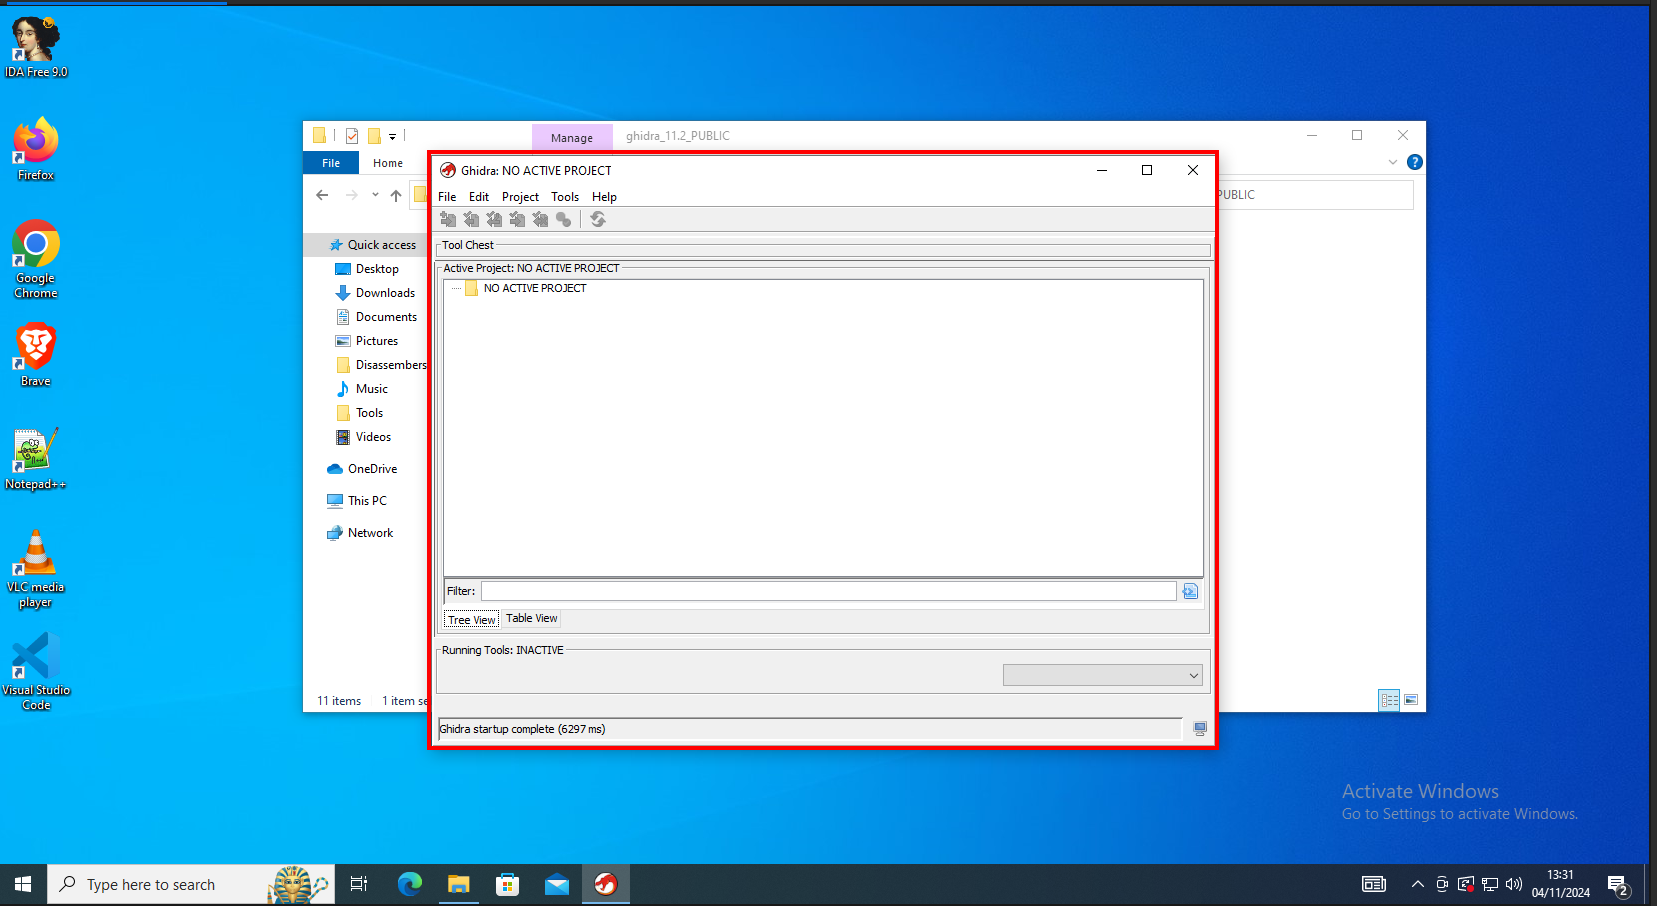 IDA Free 9.0
Firefox
Google
Chrome
Brave
Notepad++
VLC media
player
Visual Studio
Code
Manage
ghidra_11.2_PUBLIC
File
Home
PUBLIC
Quick access
Desktop
Downloads
Documents
Pictures
Disassembers
Music
Tools
Videos
OneDrive
This PC
Network
11 items
1 item se
Ghidra: NO ACTIVE PROJECT
File Edit Project Tools Help
Tool Chest
Active Project: NO ACTIVE PROJECT
NO ACTIVE PROJECT
Filter:
Tree View Table View
Running Tools: INACTIVE
Ghidra startup complete (6297 ms)
Activate Windows
Go to Settings to activate Windows.
Type here to search
13:31
04/11/2024
2